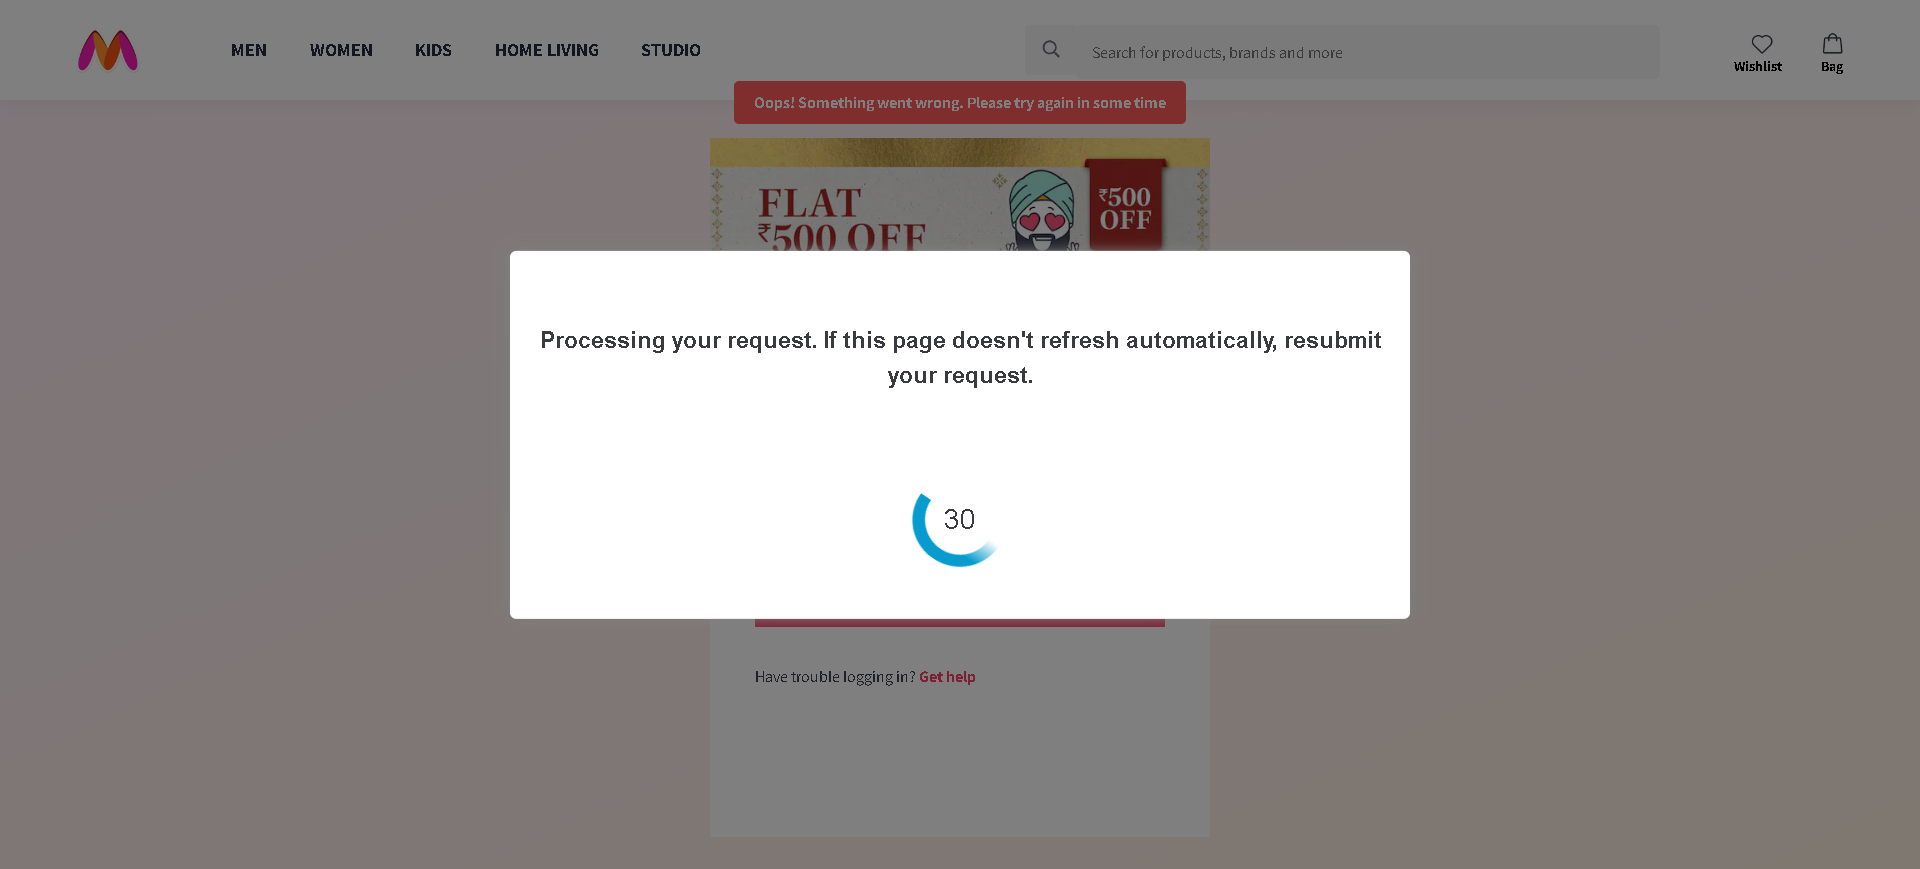 MEN
WOMEN
KIDS
HOME LIVING
STUDIO
Search for products, brands and more
Wishlist
Bag
Oops! Something went wrong. Please try again in some time
FLAT
₹500 OFF
₹500
OFF
Processing your request. If this page doesn't refresh automatically, resubmit
your request.
30
Have trouble logging in? Get help